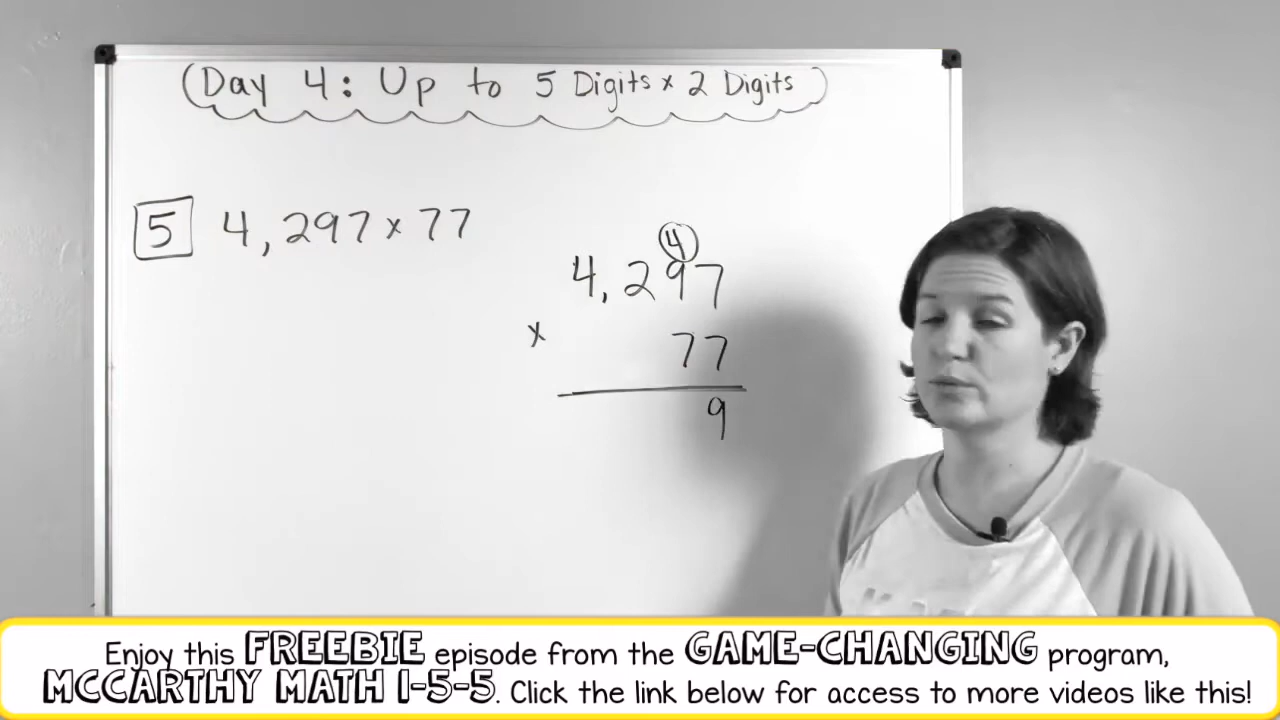 (Day 4: Up to 5 Digits x 2 Digits)
5 4,297 x 77
4
4,297
x 77
9
Enjoy this FREEBIE episode from the GAME-CHANGING program,
MCCARTHY MATH 1-5-5. Click the link below for access to more videos like this!